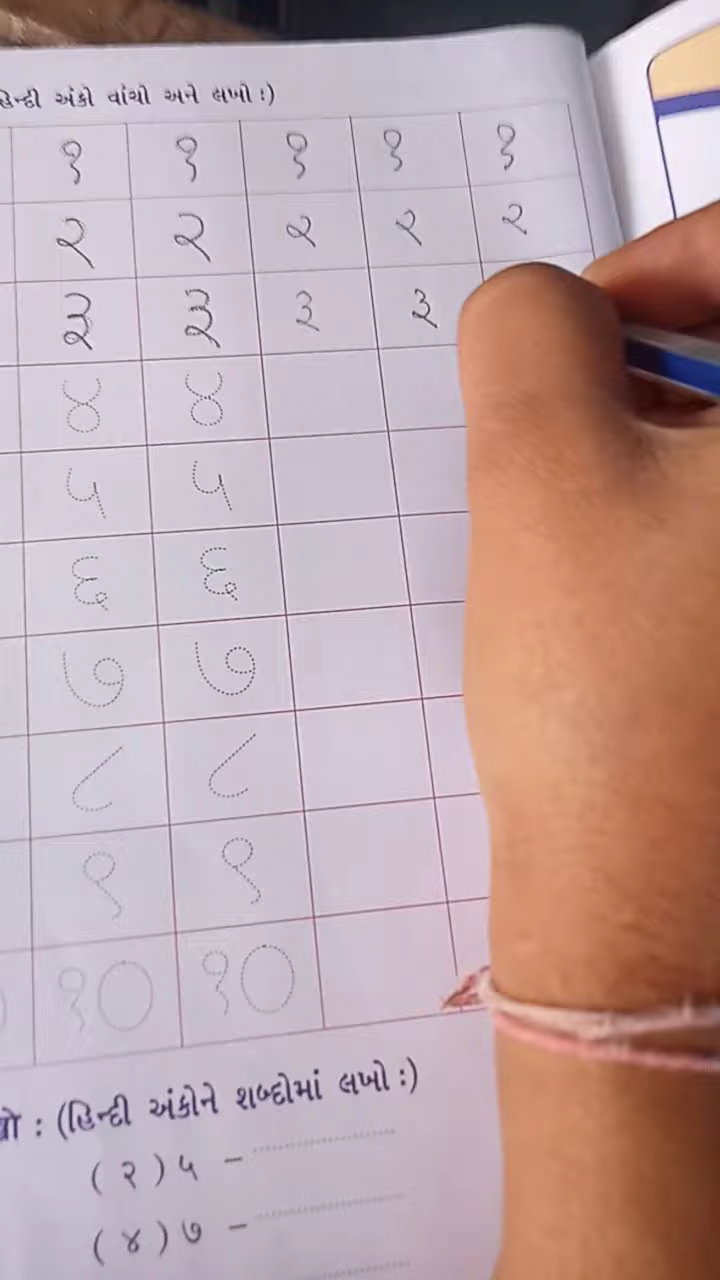 હિન્દી અંકો વાંચો અને લખો :)
१ १ १ १ १
२ २ २ २ २
३ ३ ३ ३
४ ४
५ ५
६ ६
७ ७
८ ८
९ ९
१० १०
: (હિન્દી અંકોને શબ્દોમાં લખો :)
(२) ५ –
(४) ७ –